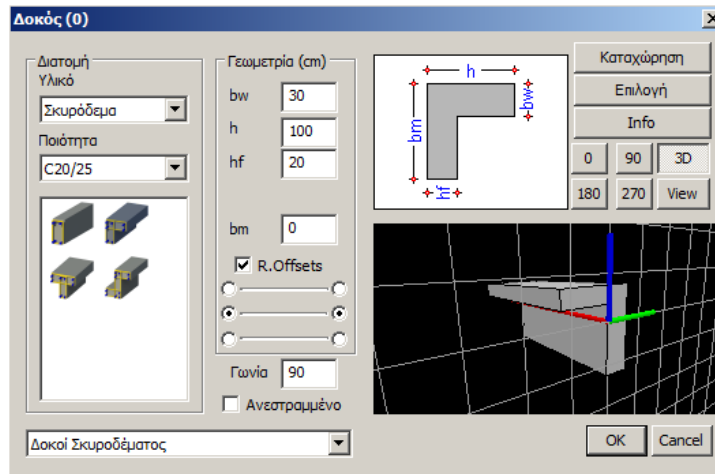 Δοκός (0)
Διατομή
Υλικό
Σκυρόδεμα
Ποιότητα
C20/25
Γεωμετρία (cm)
bw 30
h 100
hf 20
bm 0
R.Offsets
Γωνία 90
Ανεστραμμένο
h
bw
bm
hf
Καταχώρηση
Επιλογή
Info
0 90 3D
180 270 View
Δοκοί Σκυροδέματος
OK Cancel